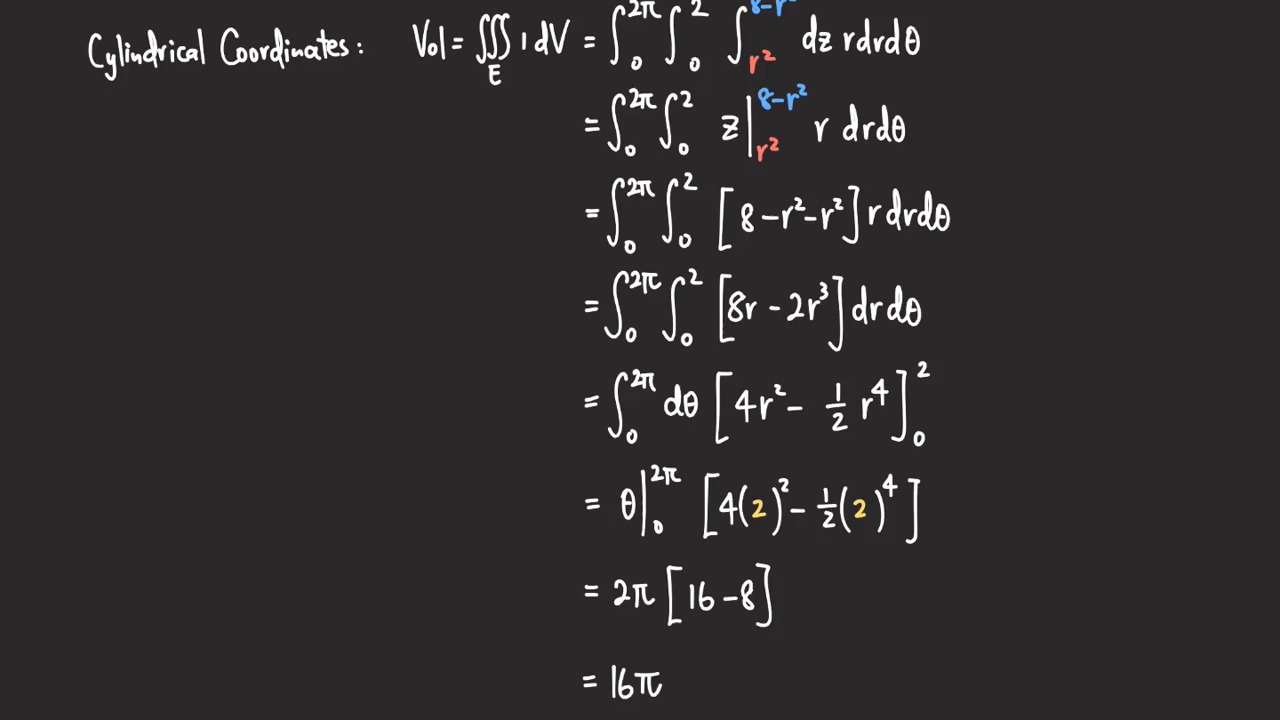 Cylindrical Coordinates: Vol = ∭_E 1 dV = ∫_0^{2π} ∫_0^2 ∫_{r²}^{8-r²} dz r dr dθ
= ∫_0^{2π} ∫_0^2 z |_{r²}^{8-r²} r dr dθ
= ∫_0^{2π} ∫_0^2 [8 - r² - r²] r dr dθ
= ∫_0^{2π} ∫_0^2 [8r - 2r³] dr dθ
= ∫_0^{2π} dθ [4r² - 1/2 r⁴]_0^2
= θ |_0^{2π} [4(2)² - 1/2(2)⁴]
= 2π [16 - 8]
= 16π